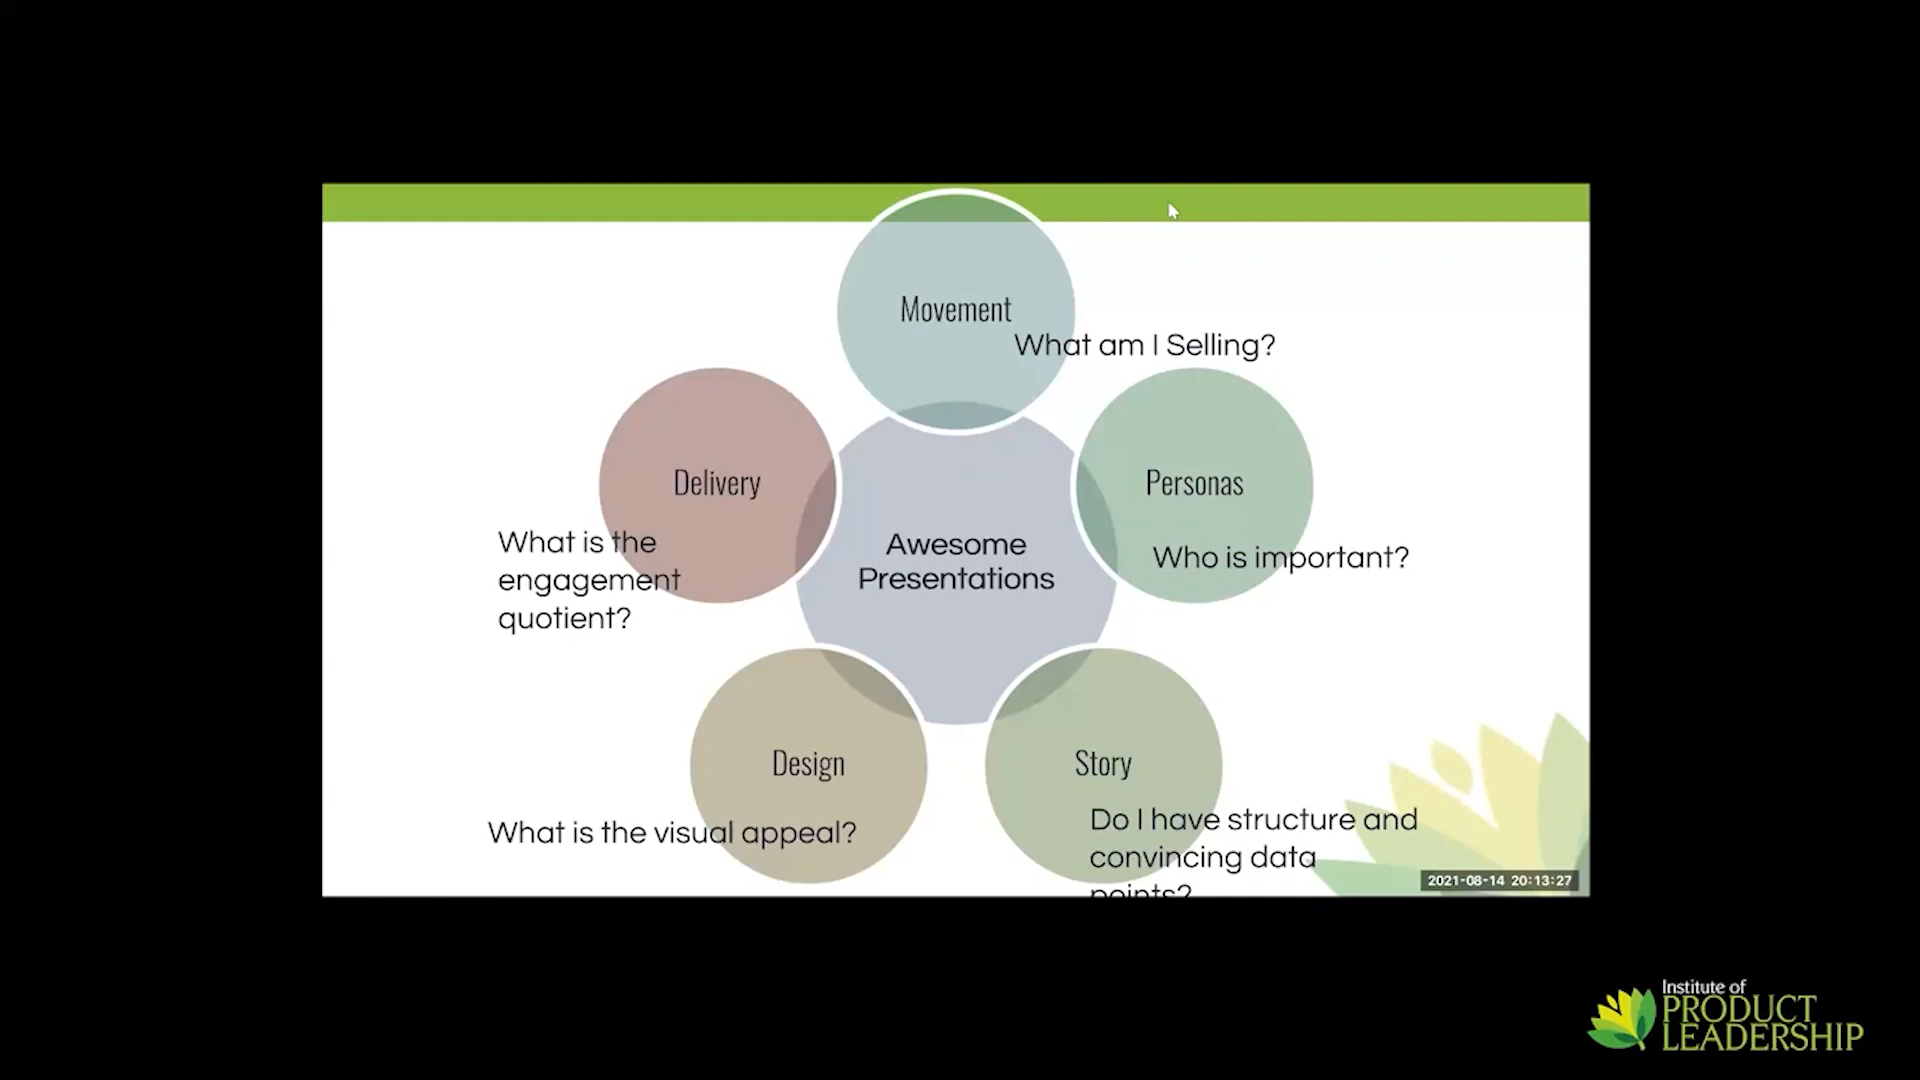 Movement
What am I Selling?
Delivery
Personas
What is the
engagement
quotient?
Awesome
Presentations
Who is important?
Design
Story
What is the visual appeal?
Do I have structure and
convincing data
points?
2021-08-14 20:13:27
Institute of
PRODUCT
LEADERSHIP